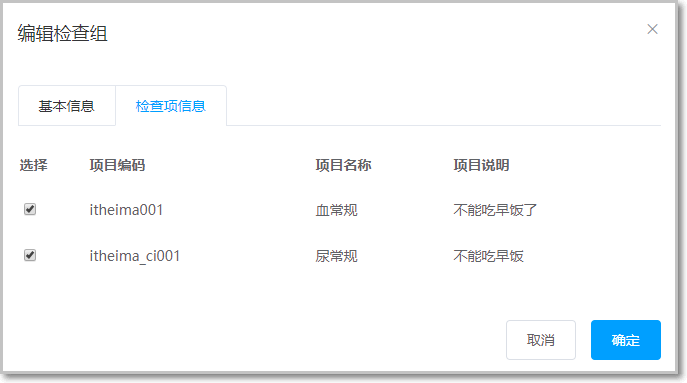 编辑检查组
基本信息 检查项信息
选择 项目编码 项目名称 项目说明
itheima001 血常规 不能吃早饭了
itheima_ci001 尿常规 不能吃早饭
取消 确定